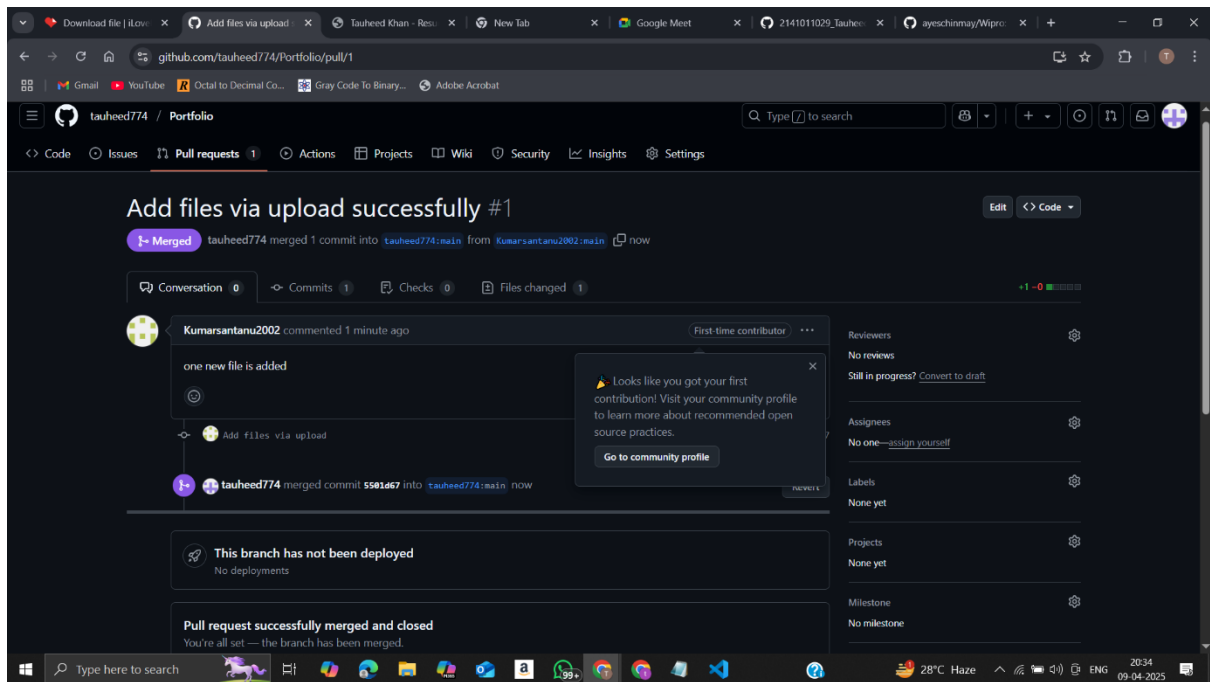 Download file | iLove
Add files via upload s
Tauheed Khan - Resu
New Tab
Google Meet
2141011029_Tauhee
ayeschinmay/Wipro:
github.com/tauheed774/Portfolio/pull/1
T
Gmail
YouTube
Octal to Decimal Co...
Gray Code To Binary...
Adobe Acrobat
tauheed774 / Portfolio
Type / to search
Code
Issues
Pull requests 1
Actions
Projects
Wiki
Security
Insights
Settings
Add files via upload successfully #1
Edit
<> Code
Merged
tauheed774 merged 1 commit into tauheed774:main from Kumarsantanu2002:main now
Conversation 0
Commits 1
Checks 0
Files changed 1
+1 −0
Kumarsantanu2002 commented 1 minute ago
First-time contributor
one new file is added
Looks like you got your first
contribution! Visit your community profile
to learn more about recommended open
source practices.
Go to community profile
Add files via upload
tauheed774 merged commit 5501d67 into tauheed774:main now
Revert
This branch has not been deployed
No deployments
Pull request successfully merged and closed
You're all set — the branch has been merged.
Reviewers
No reviews
Still in progress? Convert to draft
Assignees
No one—assign yourself
Labels
None yet
Projects
None yet
Milestone
No milestone
Type here to search
99+
28°C Haze
ENG
20:34
09-04-2025